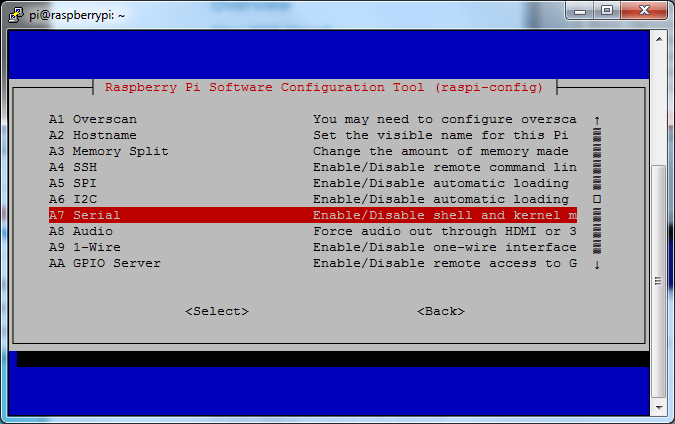 pi@raspberrypi: ~
Raspberry Pi Software Configuration Tool (raspi-config)
A1 Overscan You may need to configure oversca
A2 Hostname Set the visible name for this Pi
A3 Memory Split Change the amount of memory made
A4 SSH Enable/Disable remote command lin
A5 SPI Enable/Disable automatic loading
A6 I2C Enable/Disable automatic loading
A7 Serial Enable/Disable shell and kernel m
A8 Audio Force audio out through HDMI or 3
A9 1-Wire Enable/Disable one-wire interface
AA GPIO Server Enable/Disable remote access to G
<Select> <Back>